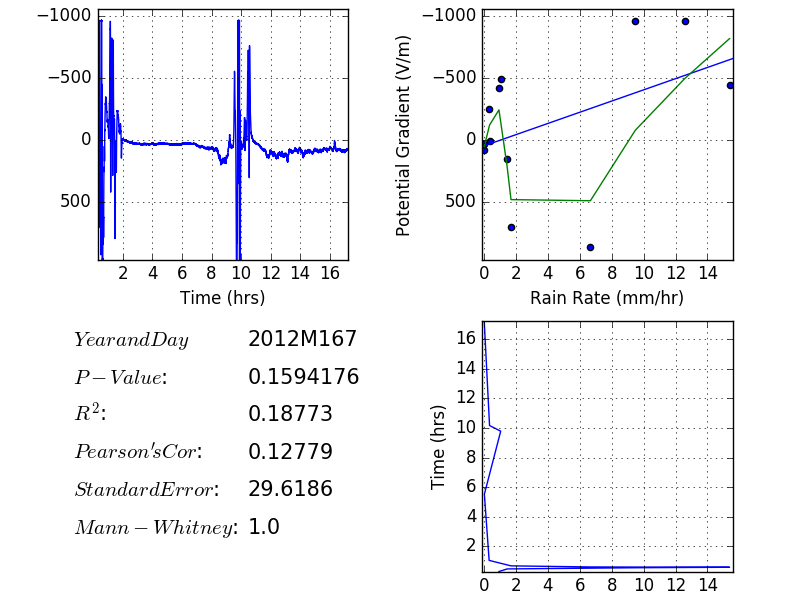 −1000
−500
0
500
2 4 6 8 10 12 14 16
Time (hrs)
−1000
−500
0
500
Potential Gradient (V/m)
0 2 4 6 8 10 12 14
Rain Rate (mm/hr)
YearandDay 2012M167
P−Value: 0.1594176
R²: 0.18773
Pearson'sCor: 0.12779
StandardError: 29.6186
Mann−Whitney: 1.0
16
14
12
10
8
6
4
2
Time (hrs)
0 2 4 6 8 10 12 14